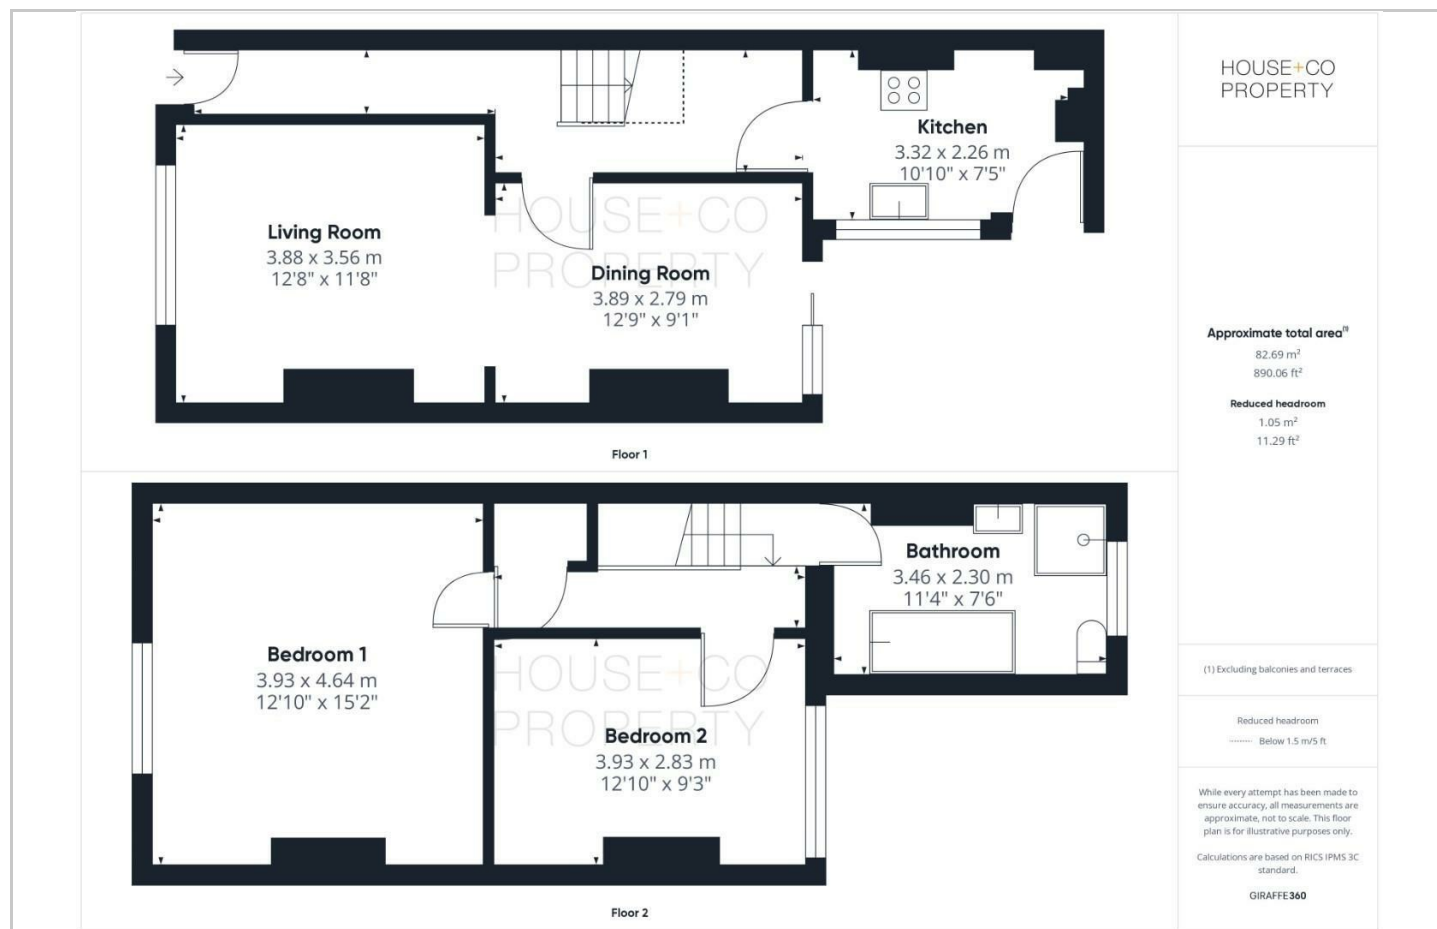 Kitchen
3.32 x 2.26 m
10'10" x 7'5"
Living Room
3.88 x 3.56 m
12'8" x 11'8"
HOUSE+CO
PROPERTY
Dining Room
3.89 x 2.79 m
12'9" x 9'1"
Floor 1
Bathroom
3.46 x 2.30 m
11'4" x 7'6"
Bedroom 1
3.93 x 4.64 m
12'10" x 15'2"
HOUSE+CO
PROPERTY
Bedroom 2
3.93 x 2.83 m
12'10" x 9'3"
Floor 2
HOUSE+CO
PROPERTY
Approximate total area(1)
82.69 m²
890.06 ft²
Reduced headroom
1.05 m²
11.29 ft²
(1) Excluding balconies and terraces
Reduced headroom
Below 1.5 m/5 ft
While every attempt has been made to
ensure accuracy, all measurements are
approximate, not to scale. This floor
plan is for illustrative purposes only.
Calculations are based on RICS IPMS 3C
standard.
GIRAFFE360